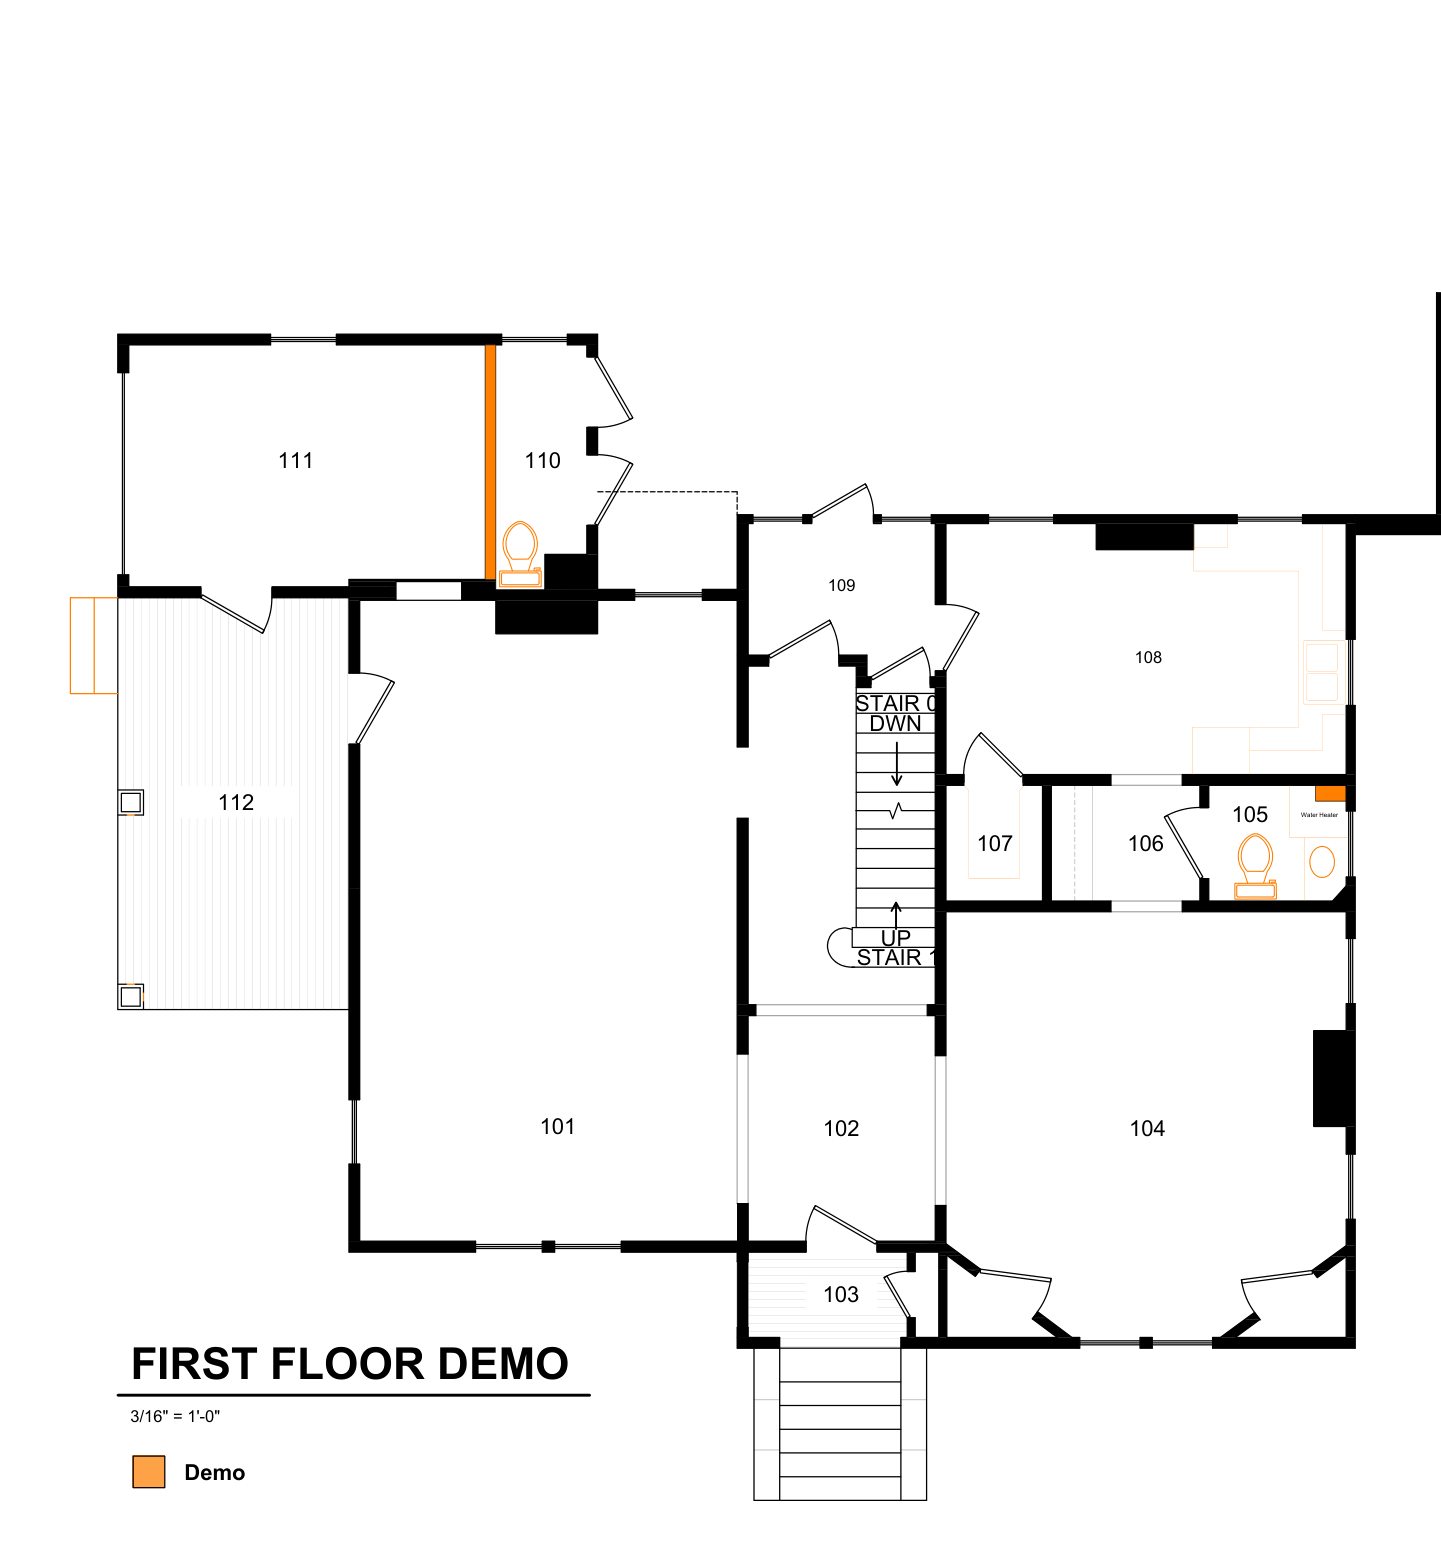 111
110
109
108
STAIR 0
DWN
112
105
Water Heater
107
106
UP
STAIR 1
101
102
104
103
FIRST FLOOR DEMO
3/16" = 1'-0"
Demo